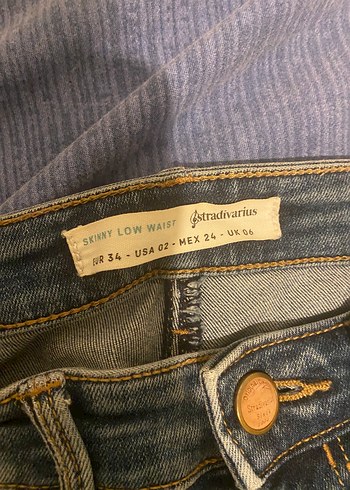 SKINNY LOW WAIST stradivarius
EUR 34 - USA 02 - MEX 24 - UK 06